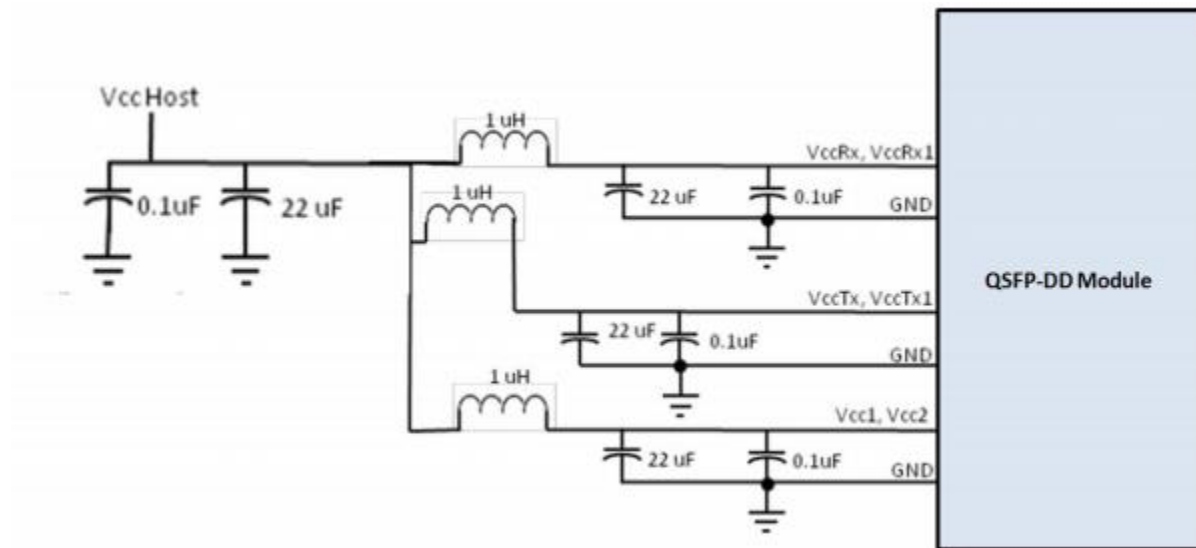 VccHost
0.1uF
22 uF
1 uH
VccRx, VccRx1
22 uF
0.1uF
GND
1 uH
VccTx, VccTx1
22 uF
0.1uF
GND
1 uH
Vcc1, Vcc2
22 uF
0.1uF
GND
QSFP-DD Module